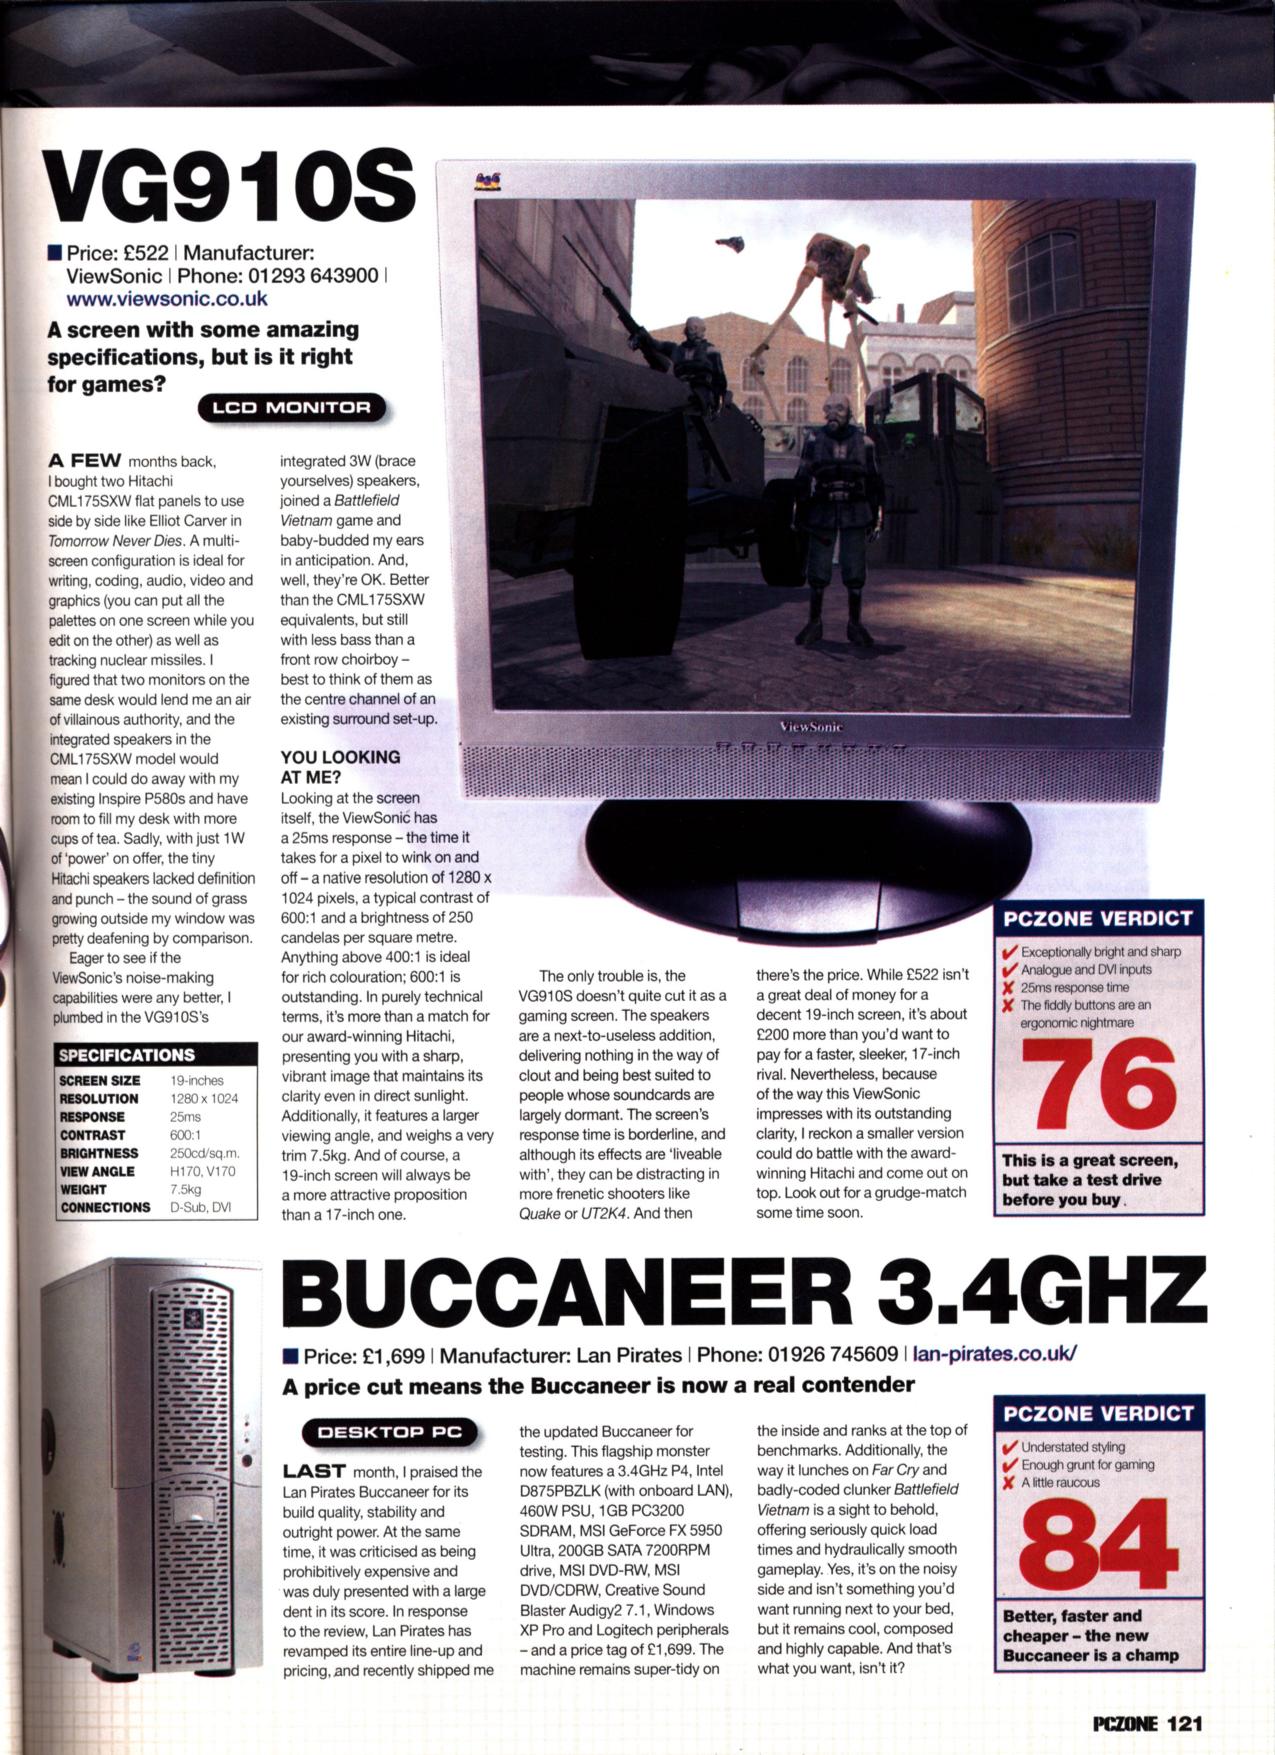 VG910S
Price: £522 | Manufacturer:
ViewSonic | Phone: 01293 643900 |
www.viewsonic.co.uk
A screen with some amazing
specifications, but is it right
for games?
LCD MONITOR
A FEW months back,
I bought two Hitachi
CML175SXW flat panels to use
side by side like Elliot Carver in
Tomorrow Never Dies. A multi-
screen configuration is ideal for
writing, coding, audio, video and
graphics (you can put all the
palettes on one screen while you
edit on the other) as well as
tracking nuclear missiles. I
figured that two monitors on the
same desk would lend me an air
of villainous authority, and the
integrated speakers in the
CML175SXW model would
mean I could do away with my
existing Inspire P580s and have
room to fill my desk with more
cups of tea. Sadly, with just 1W
of 'power' on offer, the tiny
Hitachi speakers lacked definition
and punch – the sound of grass
growing outside my window was
pretty deafening by comparison.
Eager to see if the
ViewSonic's noise-making
capabilities were any better, I
plumbed in the VG910S's
integrated 3W (brace
yourselves) speakers,
joined a Battlefield
Vietnam game and
baby-budded my ears
in anticipation. And,
well, they're OK. Better
than the CML175SXW
equivalents, but still
with less bass than a
front row choirboy –
best to think of them as
the centre channel of an
existing surround set-up.
YOU LOOKING
AT ME?
Looking at the screen
itself, the ViewSonic has
a 25ms response – the time it
takes for a pixel to wink on and
off – a native resolution of 1280 x
1024 pixels, a typical contrast of
600:1 and a brightness of 250
candelas per square metre.
Anything above 400:1 is ideal
for rich colouration; 600:1 is
outstanding. In purely technical
terms, it's more than a match for
our award-winning Hitachi,
presenting you with a sharp,
vibrant image that maintains its
clarity even in direct sunlight.
Additionally, it features a larger
viewing angle, and weighs a very
trim 7.5kg. And of course, a
19-inch screen will always be
a more attractive proposition
than a 17-inch one.
The only trouble is, the
VG910S doesn't quite cut it as a
gaming screen. The speakers
are a next-to-useless addition,
delivering nothing in the way of
clout and being best suited to
people whose soundcards are
largely dormant. The screen's
response time is borderline, and
although its effects are 'liveable
with', they can be distracting in
more frenetic shooters like
Quake or UT2K4. And then
there's the price. While £522 isn't
a great deal of money for a
decent 19-inch screen, it's about
£200 more than you'd want to
pay for a faster, sleeker, 17-inch
rival. Nevertheless, because
of the way this ViewSonic
impresses with its outstanding
clarity, I reckon a smaller version
could do battle with the award-
winning Hitachi and come out on
top. Look out for a grudge-match
some time soon.
ViewSonic
SPECIFICATIONS
SCREEN SIZE 19-inches
RESOLUTION 1280 x 1024
RESPONSE 25ms
CONTRAST 600:1
BRIGHTNESS 250cd/sq.m.
VIEW ANGLE H170, V170
WEIGHT 7.5kg
CONNECTIONS D-Sub, DVI
PCZONE VERDICT
✔ Exceptionally bright and sharp
✔ Analogue and DVI inputs
✘ 25ms response time
✘ The fiddly buttons are an
ergonomic nightmare
76
This is a great screen,
but take a test drive
before you buy.
BUCCANEER 3.4GHZ
Price: £1,699 | Manufacturer: Lan Pirates | Phone: 01926 745609 | lan-pirates.co.uk/
A price cut means the Buccaneer is now a real contender
DESKTOP PC
LAST month, I praised the
Lan Pirates Buccaneer for its
build quality, stability and
outright power. At the same
time, it was criticised as being
prohibitively expensive and
was duly presented with a large
dent in its score. In response
to the review, Lan Pirates has
revamped its entire line-up and
pricing, and recently shipped me
the updated Buccaneer for
testing. This flagship monster
now features a 3.4GHz P4, Intel
D875PBZLK (with onboard LAN),
460W PSU, 1GB PC3200
SDRAM, MSI GeForce FX 5950
Ultra, 200GB SATA 7200RPM
drive, MSI DVD-RW, MSI
DVD/CDRW, Creative Sound
Blaster Audigy2 7.1, Windows
XP Pro and Logitech peripherals
– and a price tag of £1,699. The
machine remains super-tidy on
the inside and ranks at the top of
benchmarks. Additionally, the
way it lunches on Far Cry and
badly-coded clunker Battlefield
Vietnam is a sight to behold,
offering seriously quick load
times and hydraulically smooth
gameplay. Yes, it's on the noisy
side and isn't something you'd
want running next to your bed,
but it remains cool, composed
and highly capable. And that's
what you want, isn't it?
PCZONE VERDICT
✔ Understated styling
✔ Enough grunt for gaming
✘ A little raucous
84
Better, faster and
cheaper – the new
Buccaneer is a champ
PCZONE 121